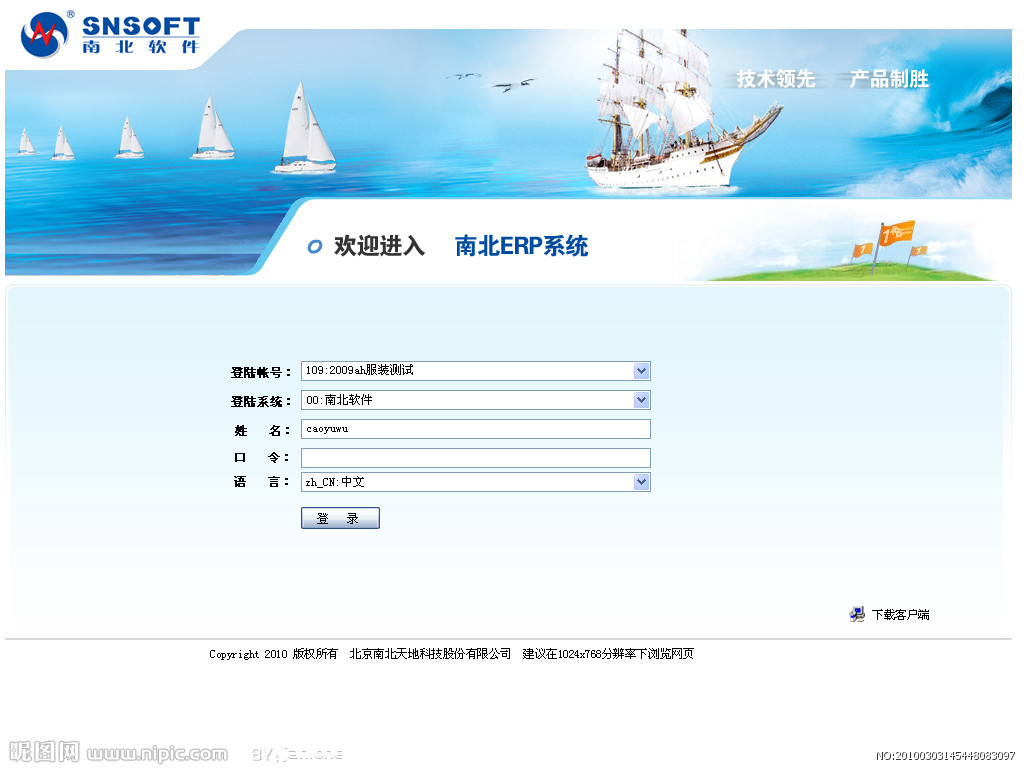 SNSOFT®
南北软件
技术领先 产品制胜
欢迎进入 南北ERP系统
登陆帐号： 109:2009ah服装测试
登陆系统： 00:南北软件
姓 名： caoyuwu
口 令：
语 言： zh_CN:中文
登 录
下载客户端
Copyright 2010 版权所有 北京南北天地科技股份有限公司 建议在1024x768分辨率下浏览网页
昵图网 www.nipic.com BY:
NO:20100303145448083097